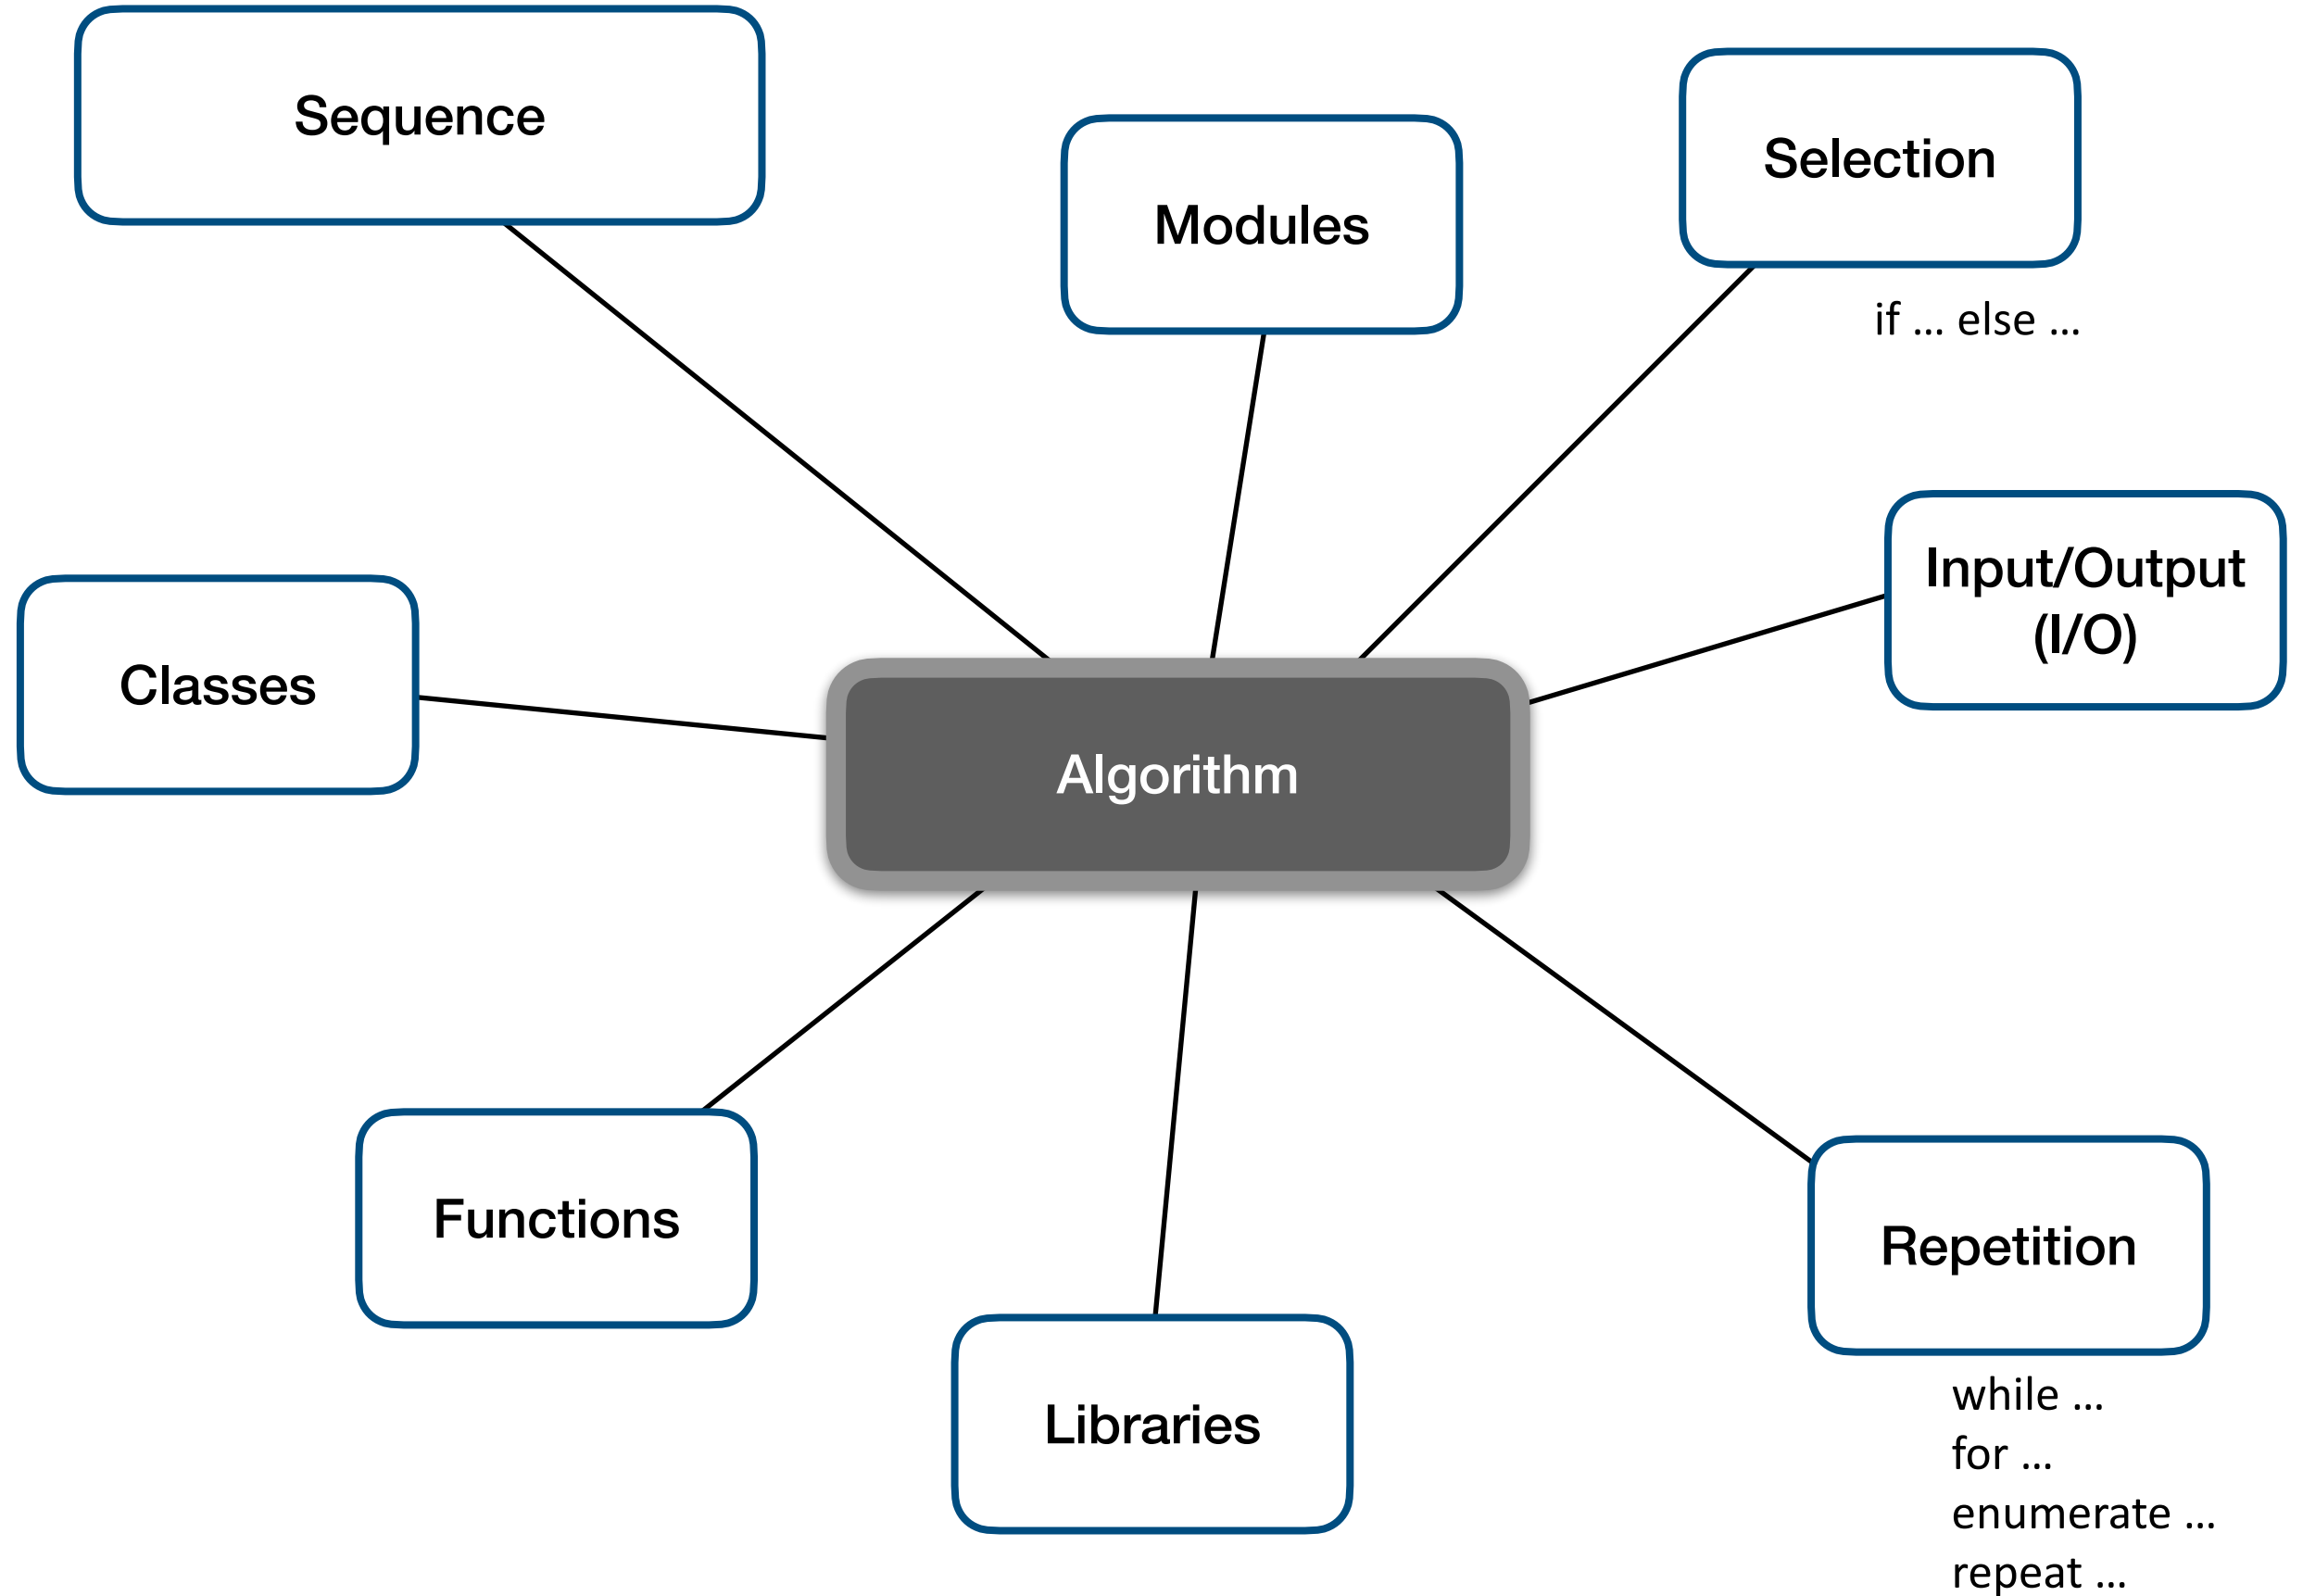 Sequence
Modules
Selection
if ... else ...
Input/Output
(I/O)
Classes
Algorithm
Functions
Repetition
Libraries
while ...
for ...
enumerate ...
repeat ...